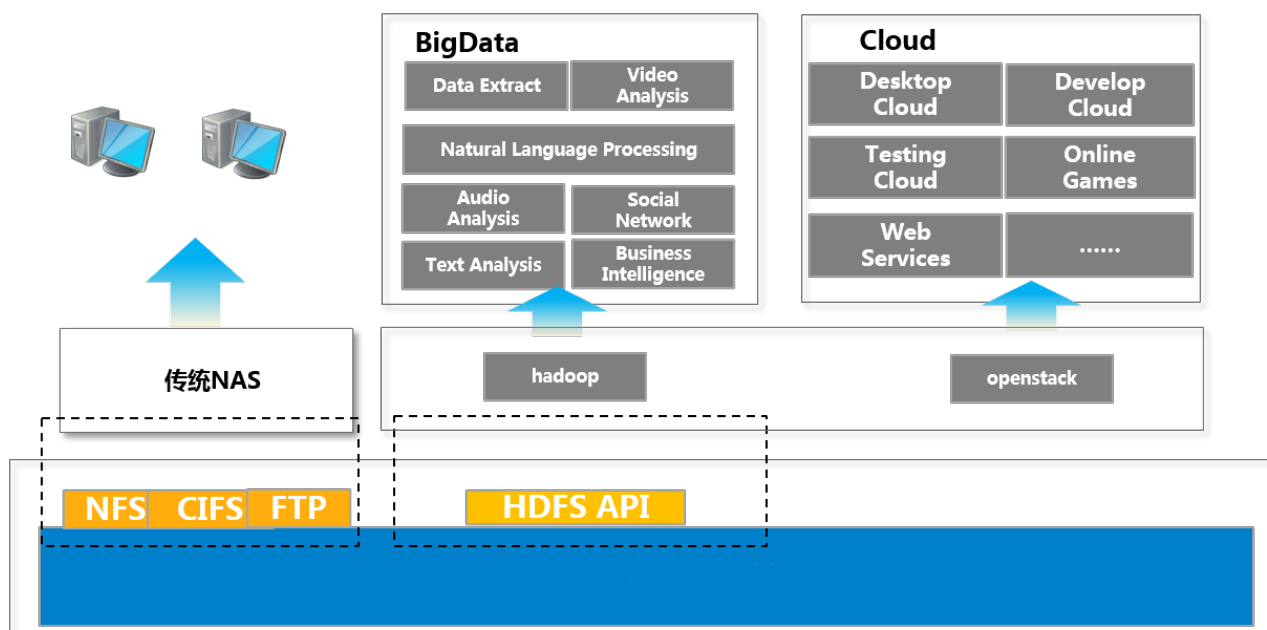 BigData
Data Extract
Video
Analysis
Natural Language Processing
Audio
Analysis
Social
Network
Text Analysis
Business
Intelligence
Cloud
Desktop
Cloud
Develop
Cloud
Testing
Cloud
Online
Games
Web
Services
......
传统NAS
hadoop
openstack
NFS
CIFS
FTP
HDFS API